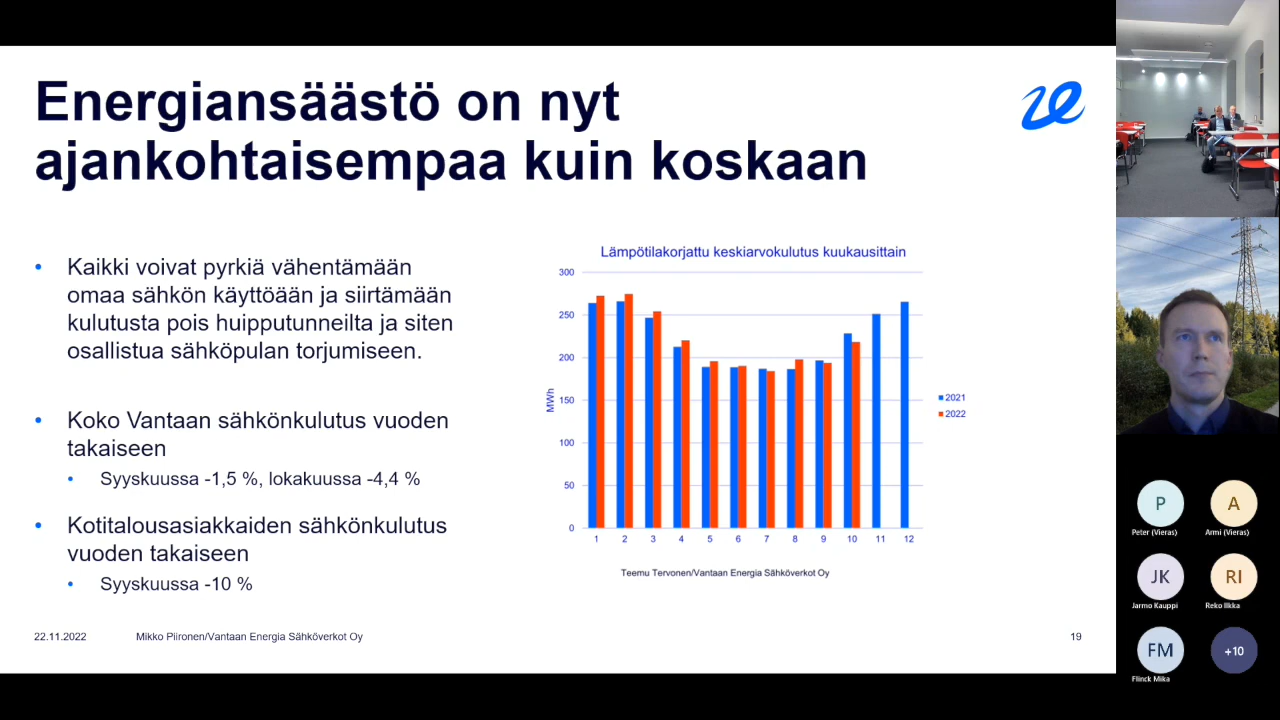 Energiansäästö on nyt
ajankohtaisempaa kuin koskaan
• Kaikki voivat pyrkiä vähentämään
omaa sähkön käyttöään ja siirtämään
kulutusta pois huipputunneilta ja siten
osallistua sähköpulan torjumiseen.
• Koko Vantaan sähkönkulutus vuoden
takaiseen
• Syyskuussa -1,5 %, lokakuussa -4,4 %
• Kotitalousasiakkaiden sähkönkulutus
vuoden takaiseen
• Syyskuussa -10 %
Lämpötilakorjattu keskiarvokulutus kuukausittain
300
250
200
150
100
50
0
MWh
1 2 3 4 5 6 7 8 9 10 11 12
2021
2022
Teemu Tervonen/Vantaan Energia Sähköverkot Oy
22.11.2022 Mikko Piironen/Vantaan Energia Sähköverkot Oy 19
P A
Peter (Vieras) Armi (Vieras)
JK RI
Jarmo Kauppi Reko Ilkka
FM +10
Flinck Mika